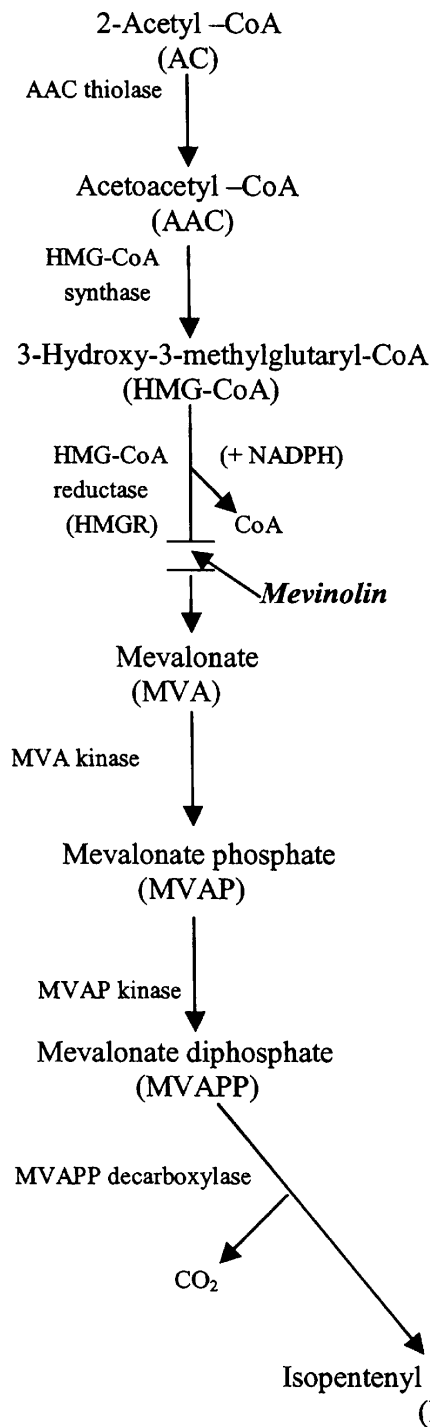 2-Acetyl –CoA
(AC)
AAC thiolase
Acetoacetyl –CoA
(AAC)
HMG-CoA
synthase
3-Hydroxy-3-methylglutaryl-CoA
(HMG-CoA)
HMG-CoA (+ NADPH)
reductase
(HMGR) CoA
Mevinolin
Mevalonate
(MVA)
MVA kinase
Mevalonate phosphate
(MVAP)
MVAP kinase
Mevalonate diphosphate
(MVAPP)
MVAPP decarboxylase
CO₂
Isopentenyl
(